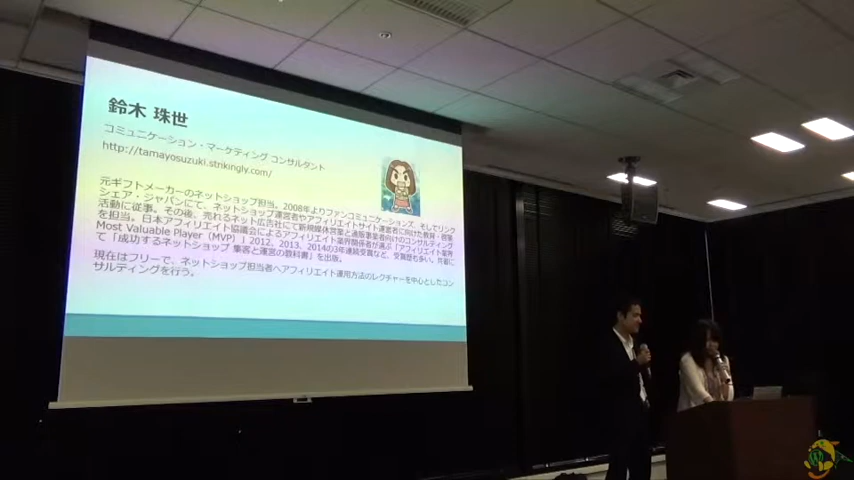 鈴木 珠世
コミュニケーション・マーケティング コンサルタント
http://tamayosuzuki.strikingly.com/
元ギフトメーカーのネットショップ担当。2008年よりファンコミュニケーションズ、そしてリンク
シェア・ジャパンにて、ネットショップ運営者やアフィリエイトサイト運営者に向けた教育・啓蒙
活動に従事。その後、売れるネット広告社にて新規媒体営業と通販事業者向けのコンサルティング
を担当。日本アフィリエイト協議会によるアフィリエイト業界関係者が選ぶ「アフィリエイト業界
Most Valuable Player（MVP）」2012、2013、2014の3年連続受賞など、受賞歴も多い。共著に
て「成功するネットショップ 集客と運営の教科書」を出版。
現在はフリーで、ネットショップ担当者へアフィリエイト運用方法のレクチャーを中心としたコン
サルティングを行う。